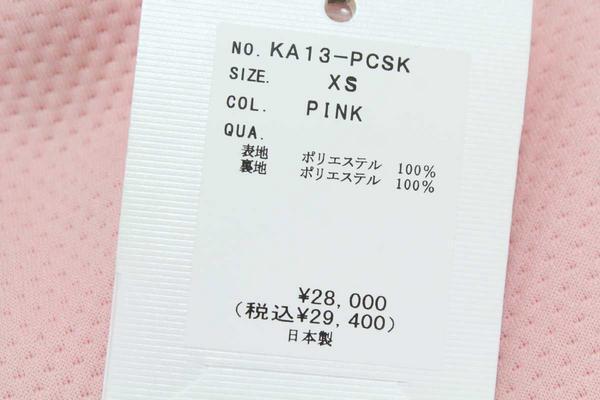 NO. KA13-PCSK
SIZE. XS
COL. PINK
QUA.
表地 ポリエステル 100%
裏地 ポリエステル 100%
¥28,000
(税込¥29,400)
日本製